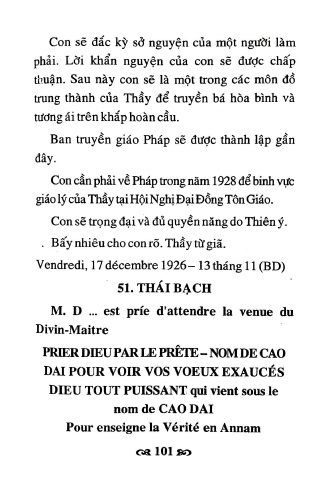 Con sẽ đắc kỳ sở nguyện của một người làm
phải. Lời khẩn nguyện của con sẽ được chấp
thuận. Sau này con sẽ là một trong các môn đồ
trung thành của Thầy để truyền bá hòa bình và
tương ái trên khắp hoàn cầu.
Ban truyền giáo Pháp sẽ được thành lập gần
đây.
Con cần phải về Pháp trong năm 1928 để binh vực
giáo lý của Thầy tại Hội Nghị Đại Đồng Tôn Giáo.
Con sẽ trọng đại và đủ quyền năng do Thiên ý.
Bấy nhiêu cho con rõ. Thầy từ giã.
Vendredi, 17 décembre 1926 – 13 tháng 11 (BD)
51. THÁI BẠCH
M. D ... est príe d'attendre la venue du
Divin-Maitre
PRIER DIEU PAR LE PRÊTE – NOM DE CAO
DAI POUR VOIR VOS VOEUX EXAUCÉS
DIEU TOUT PUISSANT qui vient sous le
nom de CAO DAI
Pour enseigne la Vérité en Annam
101